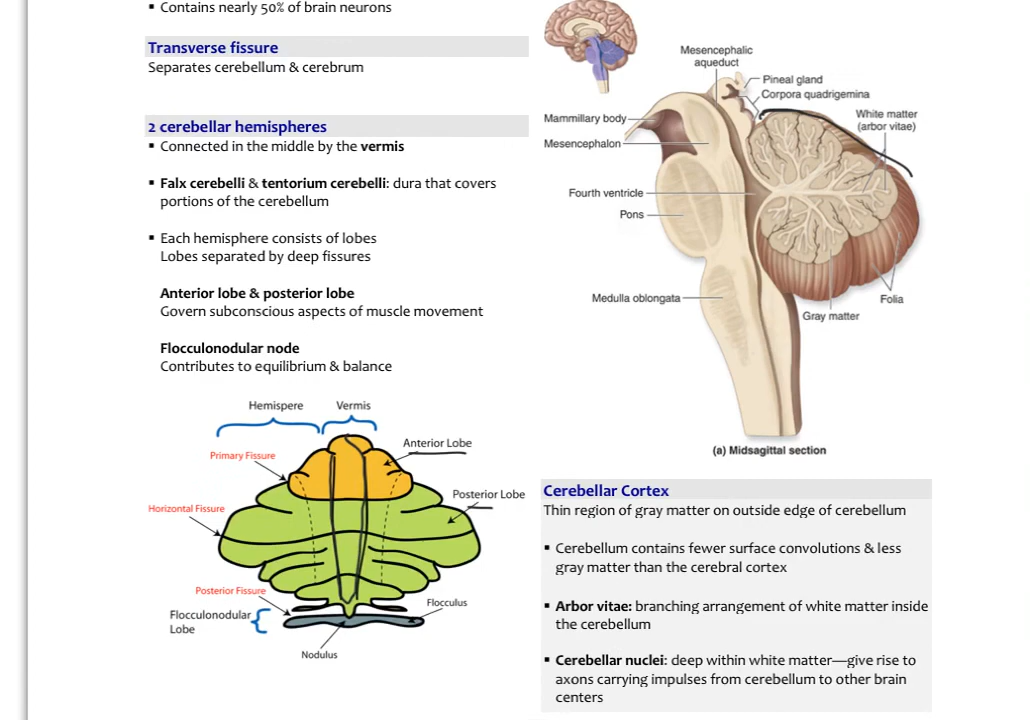 ▪ Contains nearly 50% of brain neurons
Transverse fissure
Separates cerebellum & cerebrum
2 cerebellar hemispheres
▪ Connected in the middle by the vermis
▪ Falx cerebelli & tentorium cerebelli: dura that covers
portions of the cerebellum
▪ Each hemisphere consists of lobes
Lobes separated by deep fissures
Anterior lobe & posterior lobe
Govern subconscious aspects of muscle movement
Flocculonodular node
Contributes to equilibrium & balance
Hemispere
Vermis
Anterior Lobe
Primary Fissure
Posterior Lobe
Horizontal Fissure
Posterior Fissure
Flocculus
Flocculonodular
Lobe
Nodulus
Mesencephalic
aqueduct
Pineal gland
Corpora quadrigemina
White matter
(arbor vitae)
Mammillary body
Mesencephalon
Fourth ventricle
Pons
Medulla oblongata
Folia
Gray matter
(a) Midsagittal section
Cerebellar Cortex
Thin region of gray matter on outside edge of cerebellum
▪ Cerebellum contains fewer surface convolutions & less
gray matter than the cerebral cortex
▪ Arbor vitae: branching arrangement of white matter inside
the cerebellum
▪ Cerebellar nuclei: deep within white matter—give rise to
axons carrying impulses from cerebellum to other brain
centers